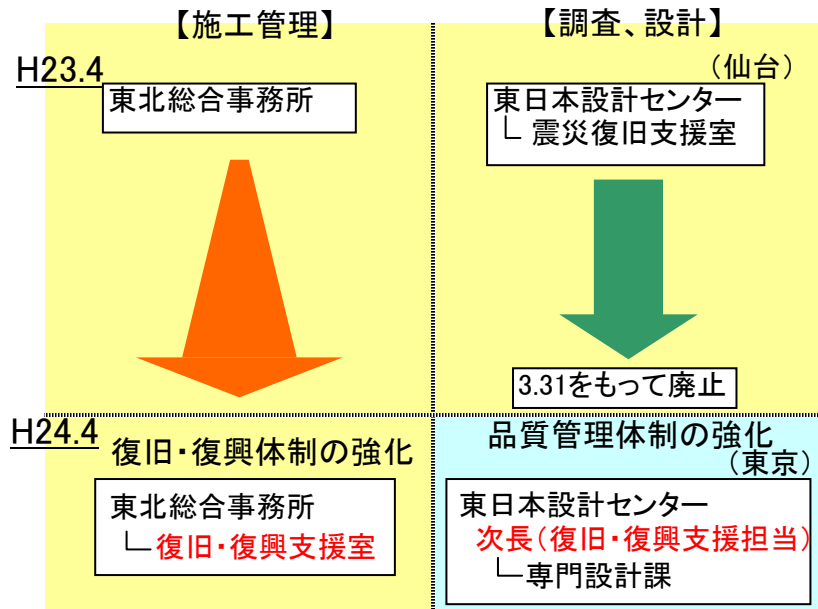 【施工管理】
【調査、設計】
H23.4
（仙台）
東北総合事務所
東日本設計センター
└ 震災復旧支援室
3.31をもって廃止
H24.4
復旧・復興体制の強化
品質管理体制の強化
（東京）
東北総合事務所
└復旧・復興支援室
東日本設計センター
次長（復旧・復興支援担当）
└専門設計課